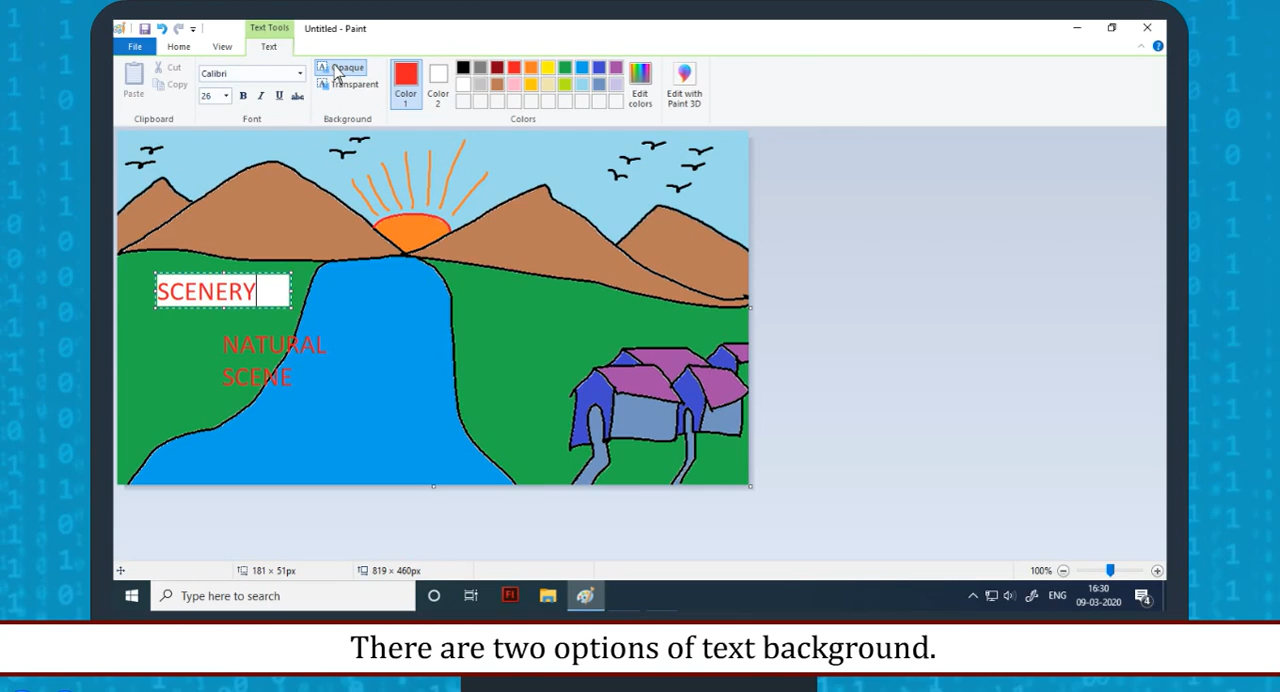 Text Tools
Untitled - Paint
File
Home
View
Text
Paste
Cut
Copy
Clipboard
Calibri
26
B I U abc
Font
Opaque
Transparent
Background
Color 1
Color 2
Edit colors
Colors
Edit with Paint 3D
SCENERY
NATURAL
SCENE
181 × 51px
819 × 460px
100%
Type here to search
Fl
ENG
16:30
09-03-2020
4
There are two options of text background.